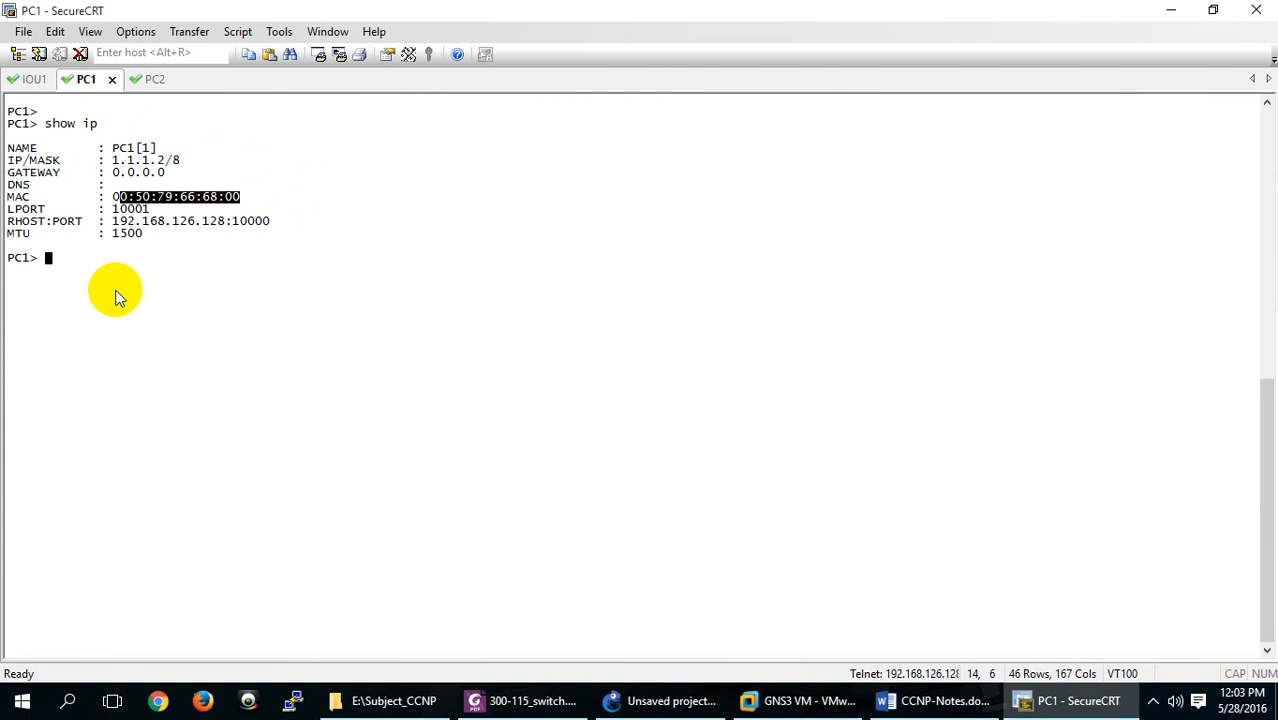 PC1 - SecureCRT
File Edit View Options Transfer Script Tools Window Help
Enter host <Alt+R>
IOU1 PC1 PC2
PC1>
PC1> show ip
NAME : PC1[1]
IP/MASK : 1.1.1.2/8
GATEWAY : 0.0.0.0
DNS :
MAC : 00:50:79:66:68:00
LPORT : 10001
RHOST:PORT : 192.168.126.128:10000
MTU : 1500
PC1>
Ready Telnet: 192.168.126.128 14, 6 46 Rows, 167 Cols VT100 CAP NUM
E:\Subject_CCNP 300-115_switch.... Unsaved project... GNS3 VM - VMw... CCNP-Notes.do... PC1 - SecureCRT 12:03 PM
5/28/2016